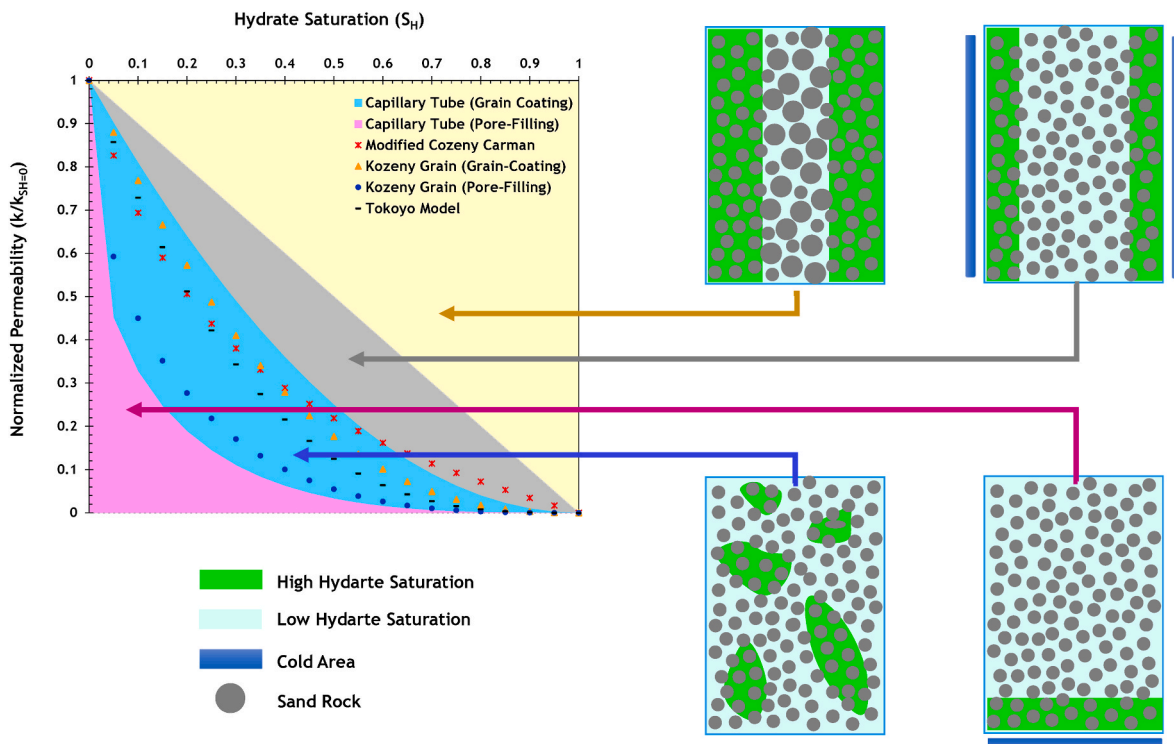 Hydrate Saturation (SH)
0 0.1 0.2 0.3 0.4 0.5 0.6 0.7 0.8 0.9 1
Normalized Permeability (k/kSH=0)
1
0.9
0.8
0.7
0.6
0.5
0.4
0.3
0.2
0.1
0
Capillary Tube (Grain Coating)
Capillary Tube (Pore-Filling)
Modified Cozeny Carman
Kozeny Grain (Grain-Coating)
Kozeny Grain (Pore-Filling)
Tokoyo Model
High Hydarte Saturation
Low Hydarte Saturation
Cold Area
Sand Rock